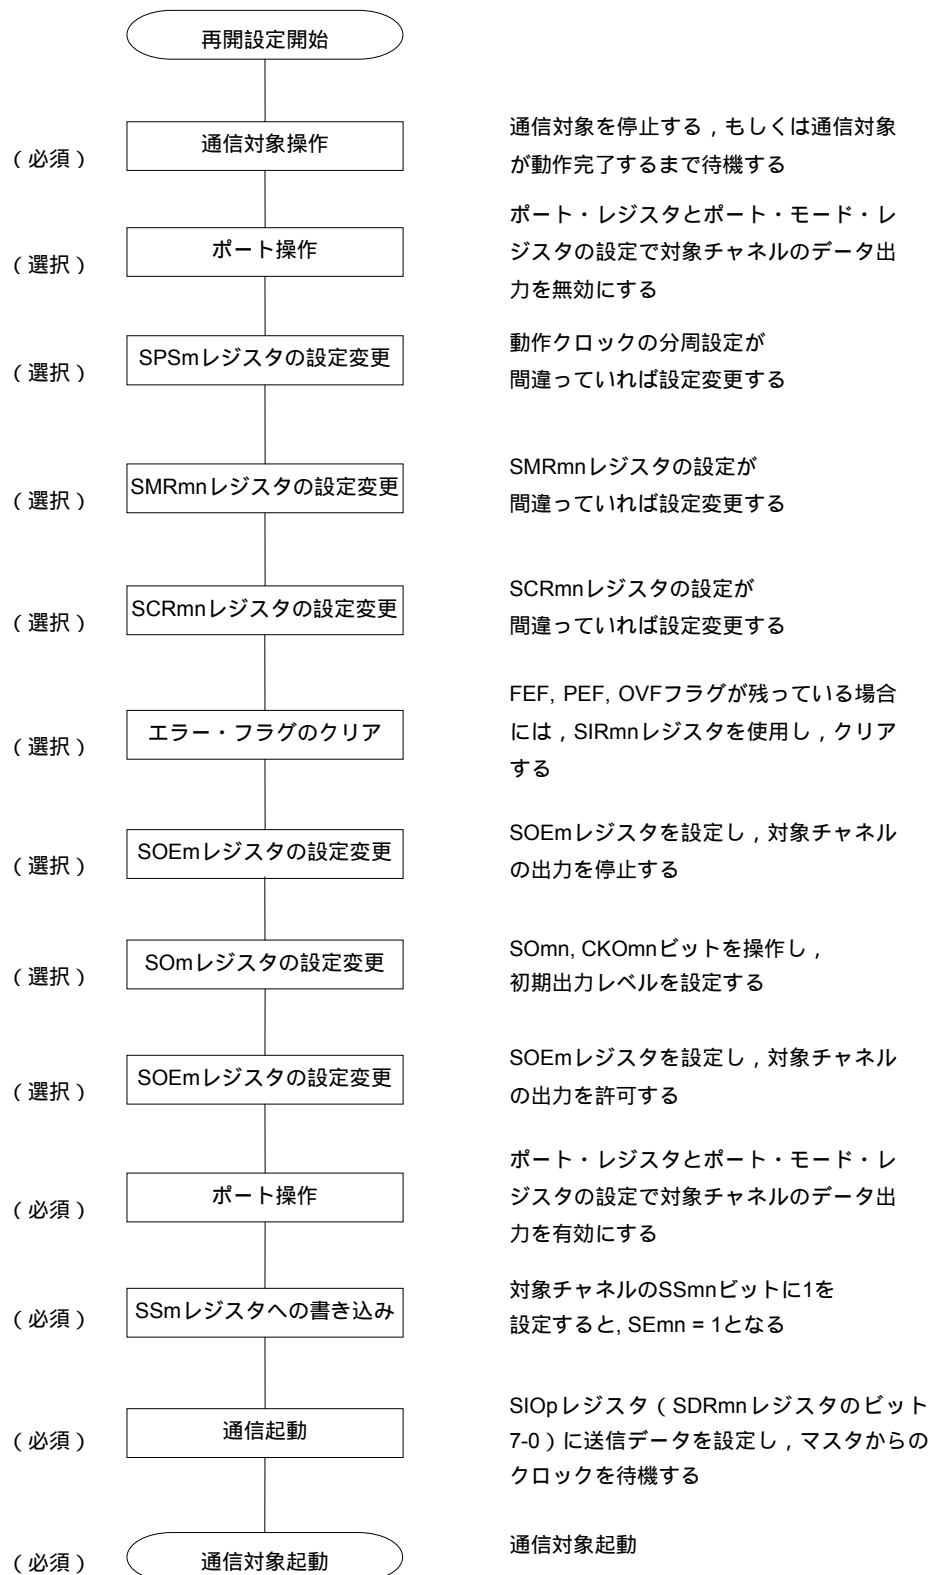 再開設定開始
（必須）
通信対象操作
通信対象を停止する，もしくは通信対象
が動作完了するまで待機する
（選択）
ポート操作
ポート・レジスタとポート・モード・レ
ジスタの設定で対象チャネルのデータ出
力を無効にする
（選択）
SPSmレジスタの設定変更
動作クロックの分周設定が
間違っていれば設定変更する
（選択）
SMRmnレジスタの設定変更
SMRmnレジスタの設定が
間違っていれば設定変更する
（選択）
SCRmnレジスタの設定変更
SCRmnレジスタの設定が
間違っていれば設定変更する
（選択）
エラー・フラグのクリア
FEF, PEF, OVFフラグが残っている場合
には，SIRmnレジスタを使用し，クリア
する
（選択）
SOEmレジスタの設定変更
SOEmレジスタを設定し，対象チャネル
の出力を停止する
（選択）
SOmレジスタの設定変更
SOmn, CKOmnビットを操作し，
初期出力レベルを設定する
（選択）
SOEmレジスタの設定変更
SOEmレジスタを設定し，対象チャネル
の出力を許可する
（必須）
ポート操作
ポート・レジスタとポート・モード・レ
ジスタの設定で対象チャネルのデータ出
力を有効にする
（必須）
SSmレジスタへの書き込み
対象チャネルのSSmnビットに1を
設定すると, SEmn = 1となる
（必須）
通信起動
SIOpレジスタ（SDRmnレジスタのビット
7-0）に送信データを設定し，マスタからの
クロックを待機する
（必須）
通信対象起動
通信対象起動